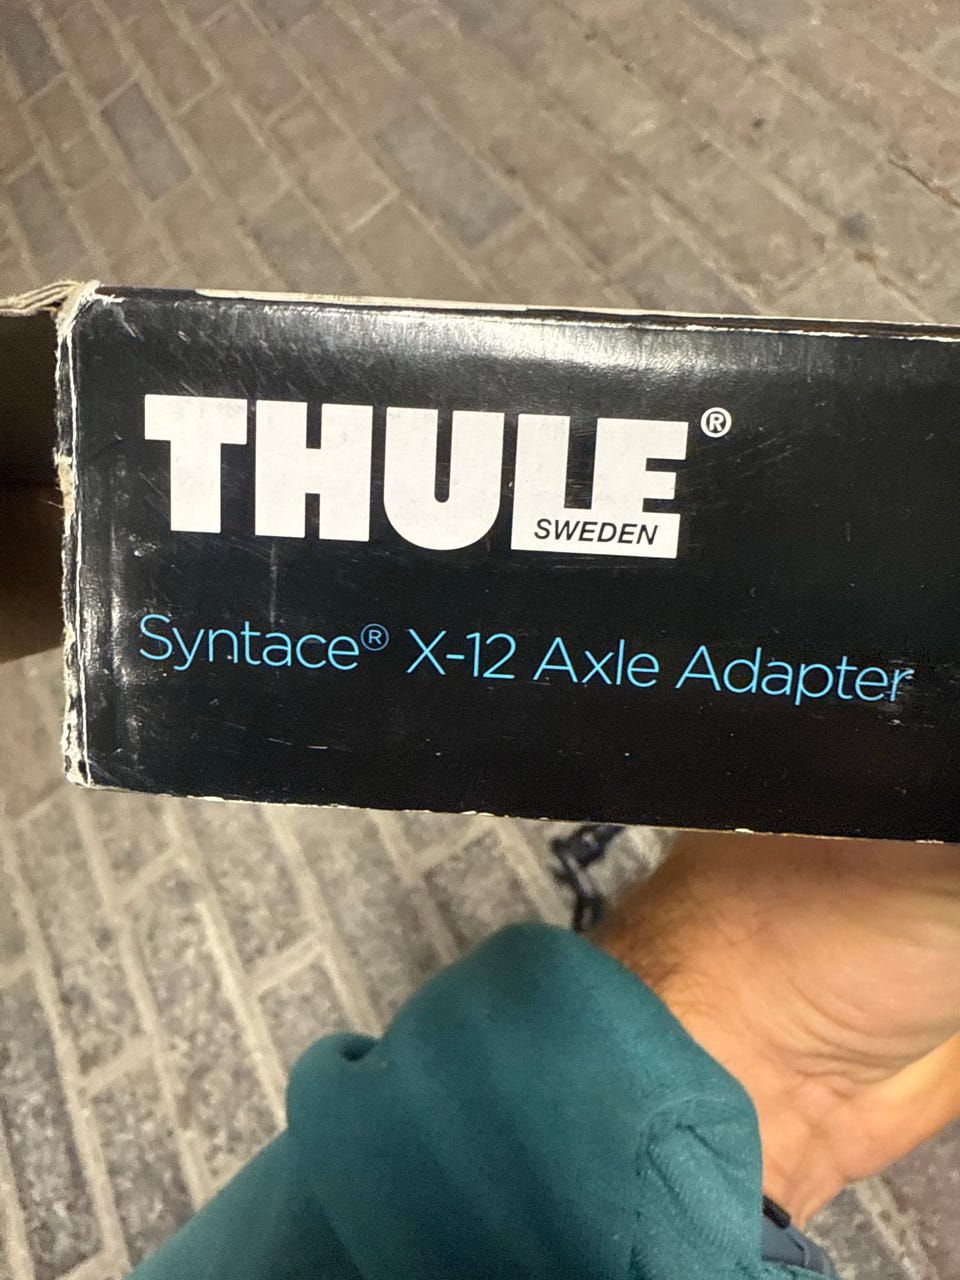 THULE®
SWEDEN
Syntace® X-12 Axle Adapter